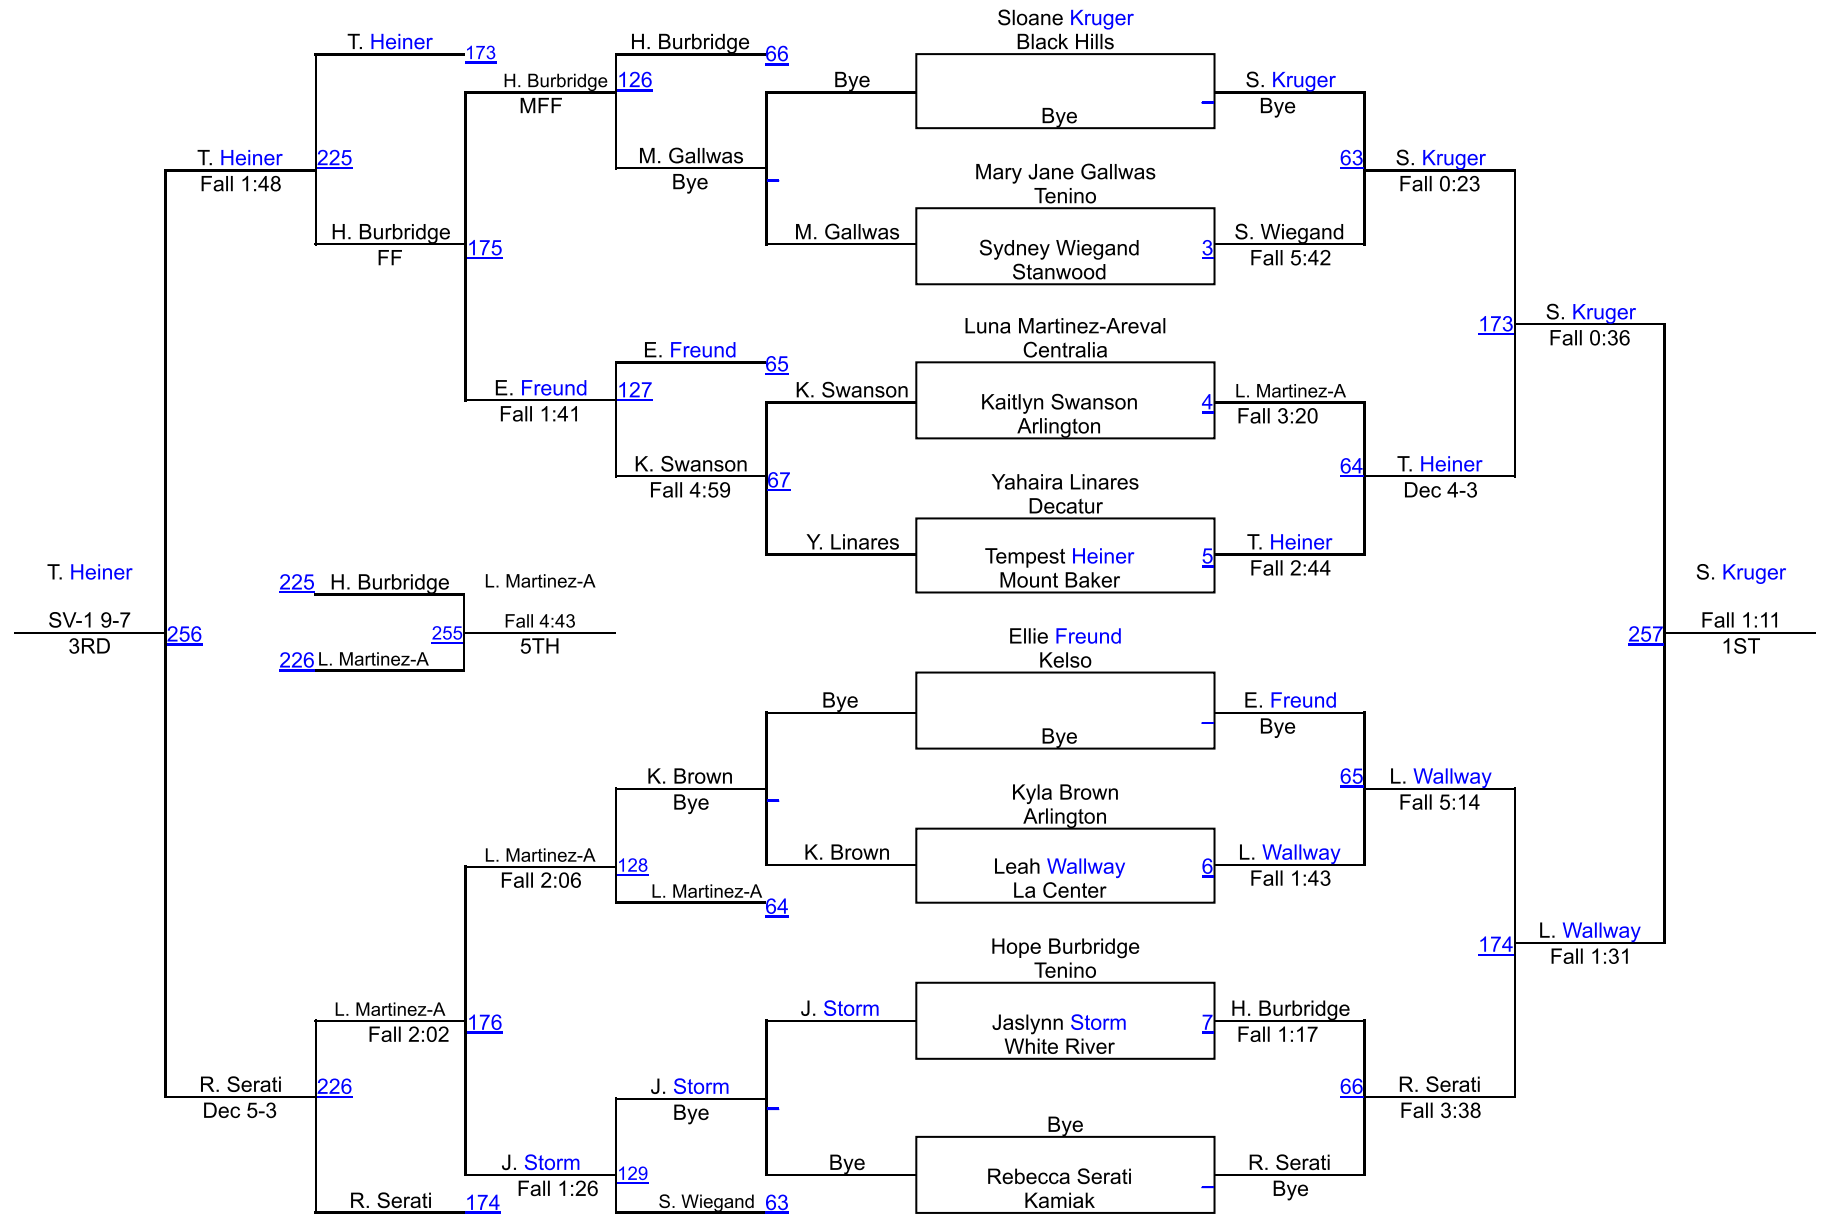 Sloane Kruger
T. Heiner
H. Burbridge
Black Hills
173
66
H. Burbridge
126
Bye
S. Kruger
MFF
Bye
Bye
T. Heiner
225
M. Gallwas
63
S. Kruger
Fall 1:48
Bye
Mary Jane Gallwas
Fall 0:23
Tenino
H. Burbridge
M. Gallwas
S. Wiegand
FF
175
Sydney Wiegand
3
Fall 5:42
Stanwood
Luna Martinez-Areval
173
S. Kruger
E. Freund
Centralia
Fall 0:36
65
E. Freund
127
K. Swanson
L. Martinez-A
Fall 1:41
Kaitlyn Swanson
4
Fall 3:20
Arlington
K. Swanson
64
T. Heiner
Fall 4:59
67
Yahaira Linares
Dec 4-3
Decatur
Y. Linares
T. Heiner
Tempest Heiner
5
Fall 2:44
T. Heiner
225
H. Burbridge
L. Martinez-A
Mount Baker
S. Kruger
SV-1 9-7
Fall 4:43
Fall 1:11
256
255
Ellie Freund
257
3RD
5TH
1ST
226
L. Martinez-A
Kelso
Bye
E. Freund
Bye
Bye
K. Brown
65
L. Wallway
Bye
Kyla Brown
Fall 5:14
Arlington
L. Martinez-A
K. Brown
L. Wallway
Fall 2:06
128
Leah Wallway
6
Fall 1:43
L. Martinez-A
La Center
64
Hope Burbridge
174
L. Wallway
Tenino
Fall 1:31
L. Martinez-A
J. Storm
H. Burbridge
Fall 2:02
176
Jaslynn Storm
7
Fall 1:17
White River
R. Serati
226
J. Storm
66
R. Serati
Dec 5-3
Bye
Fall 3:38
Bye
J. Storm
129
Bye
R. Serati
Fall 1:26
Rebecca Serati
Bye
R. Serati
174
S. Wiegand
63
Kamiak